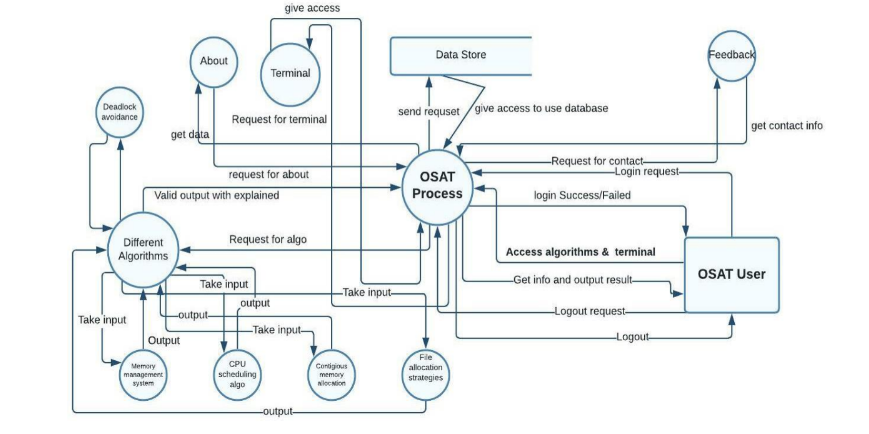 give access
About
Terminal
Data Store
Feedback
Deadlock
avoidance
send requset
give access to use database
Request for terminal
get data
get contact info
Request for contact
request for about
Login request
OSAT
Process
Valid output with explained
login Success/Failed
Different
Algorithms
Request for algo
Access algorithms & terminal
OSAT User
Take input
Get info and output result
Take input
output
Logout request
Take input
output
Take input
Output
Logout
Memory
management
system
CPU
scheduling
algo
Contigious
memory
allocation
File
allocation
strategies
output